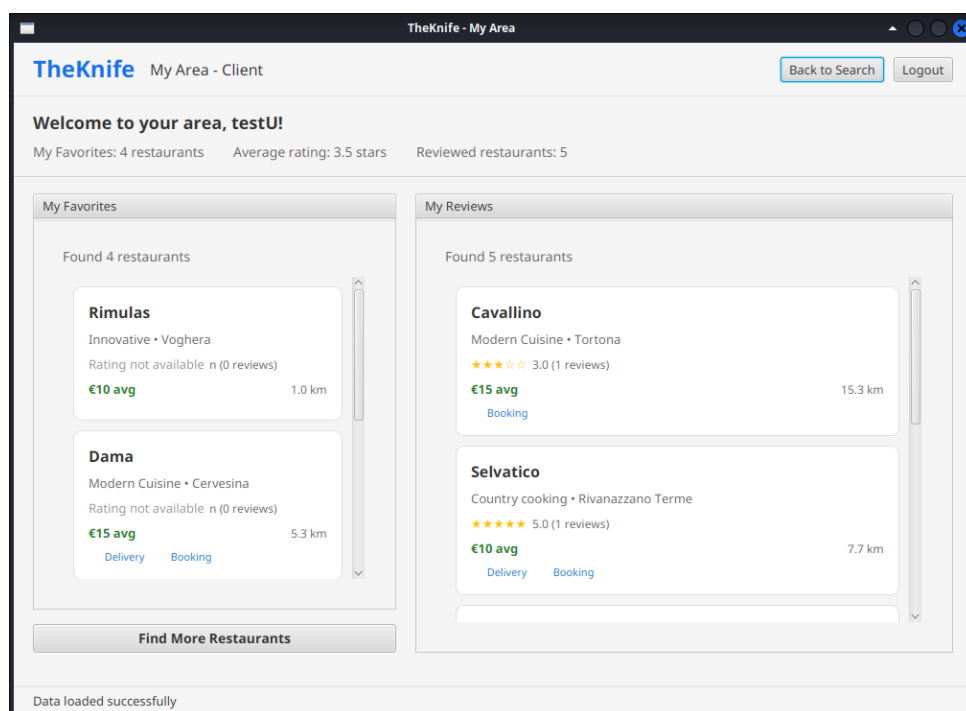 TheKnife - My Area
TheKnife My Area - Client Back to Search Logout
Welcome to your area, testU!
My Favorites: 4 restaurants Average rating: 3.5 stars Reviewed restaurants: 5
My Favorites
Found 4 restaurants
Rimulas
Innovative • Voghera
Rating not available n (0 reviews)
€10 avg 1.0 km
Dama
Modern Cuisine • Cervesina
Rating not available n (0 reviews)
€15 avg 5.3 km
Delivery Booking
Find More Restaurants
My Reviews
Found 5 restaurants
Cavallino
Modern Cuisine • Tortona
★★★☆☆ 3.0 (1 reviews)
€15 avg 15.3 km
Booking
Selvatico
Country cooking • Rivanazzano Terme
★★★★★ 5.0 (1 reviews)
€10 avg 7.7 km
Delivery Booking
Data loaded successfully